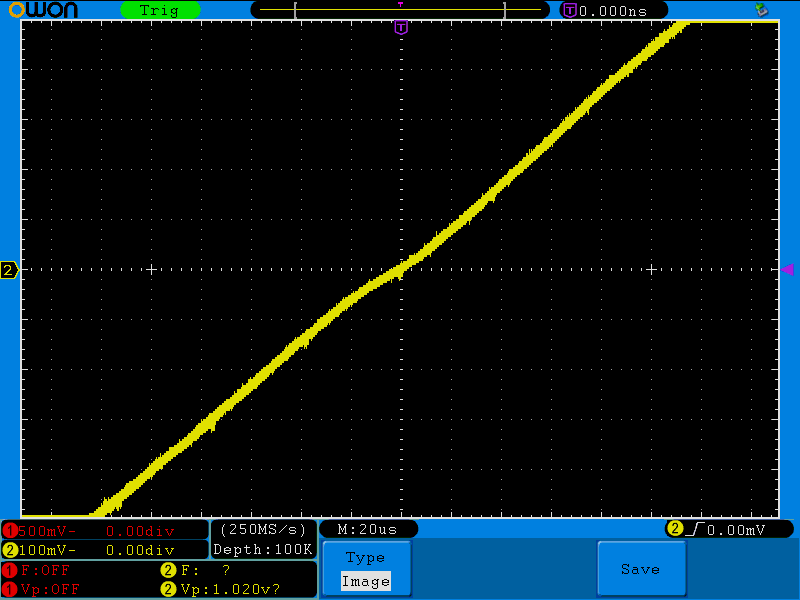 OWON Trig T T 0.000ns
T
2
1 500mV- 0.00div (250MS/s) M:20us 2 0.00mV
2 100mV- 0.00div Depth:100K
1 F:OFF 2 F: ?
1 Vp:OFF 2 Vp:1.020v?
Type
Image
Save